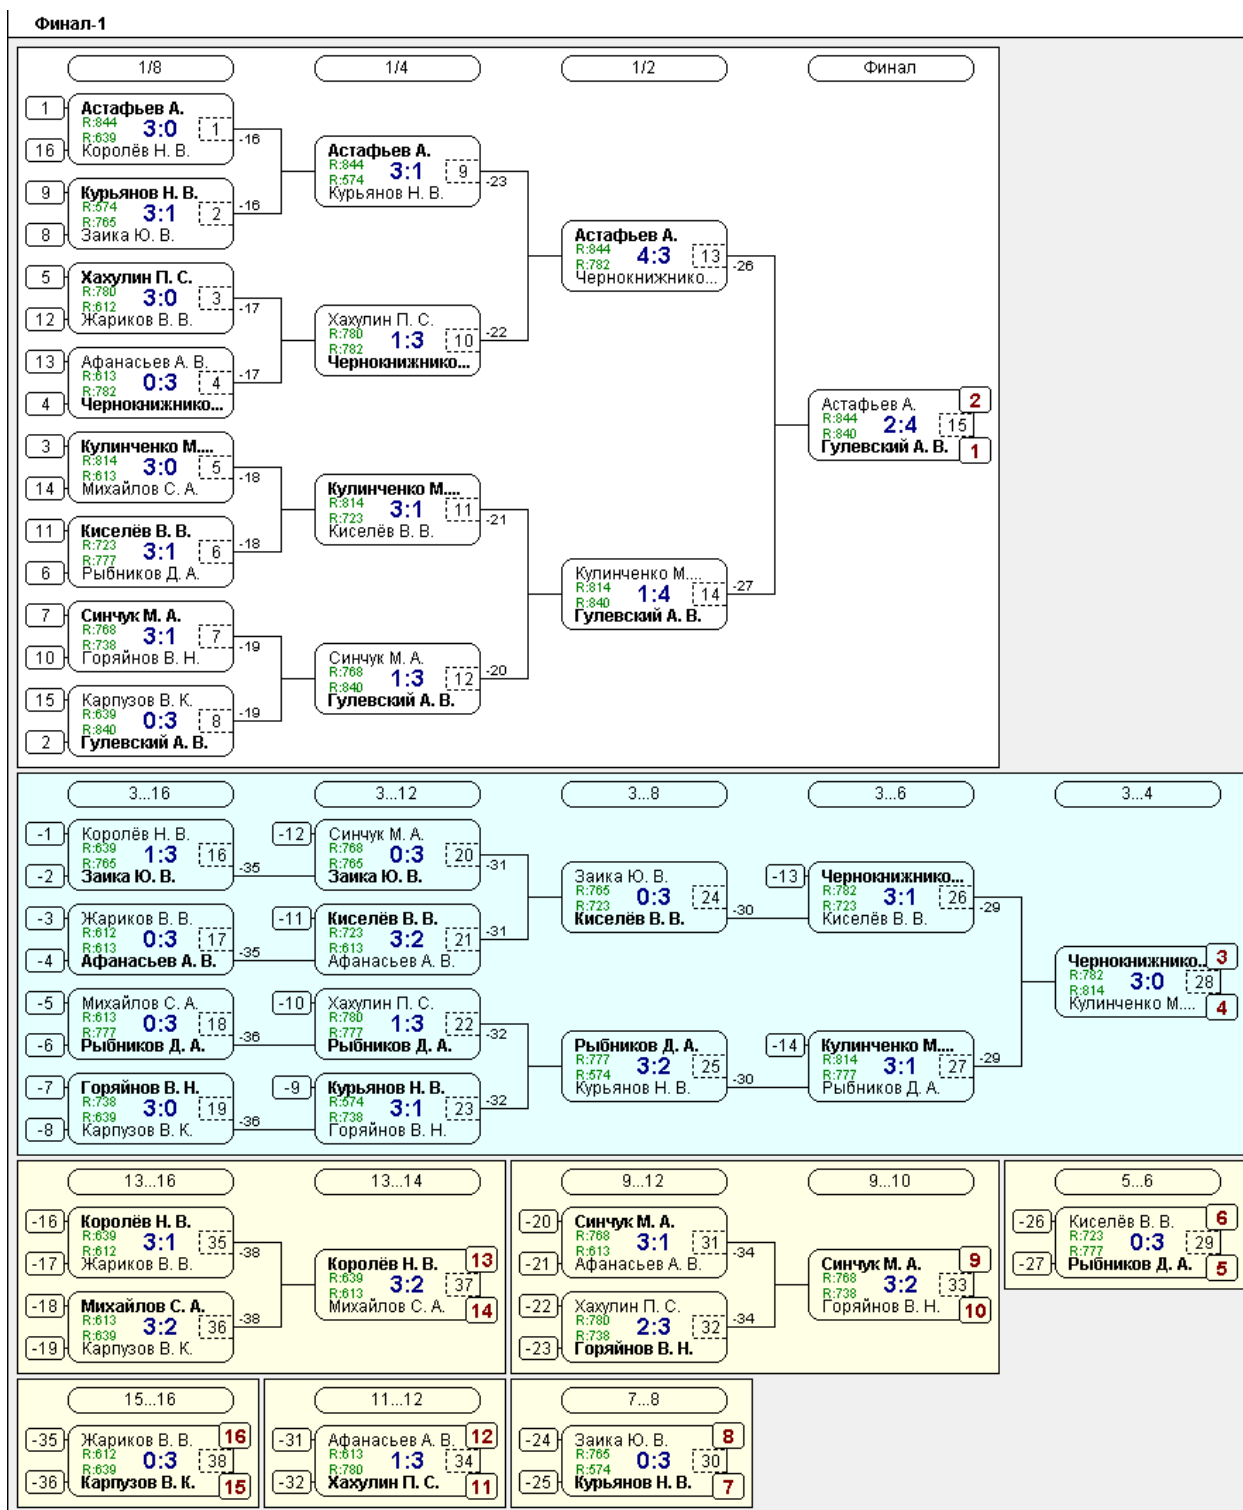 Финал-1
1/8 1/4 1/2 Финал
1 Астафьев А. R:844 3:0 1 R:639 16 Королёв Н. В. -16
9 Курьянов Н. В. R:574 3:1 2 R:765 8 Заика Ю. В. -16
5 Хахулин П. С. R:780 3:0 3 R:612 12 Жариков В. В. -17
13 Афанасьев А. В. R:613 0:3 4 R:782 4 Чернокнижнико... -17
3 Кулинченко М.... R:814 3:0 5 R:613 14 Михайлов С. А. -18
11 Киселёв В. В. R:723 3:1 6 R:777 6 Рыбников Д. А. -18
7 Синчук М. А. R:768 3:1 7 R:738 10 Горяйнов В. Н. -19
15 Карпузов В. К. R:639 0:3 8 R:840 2 Гулевский А. В. -19
Астафьев А. R:844 3:1 9 R:574 Курьянов Н. В. -23
Хахулин П. С. R:780 1:3 10 R:782 Чернокнижнико... -22
Кулинченко М.... R:814 3:1 11 R:723 Киселёв В. В. -21
Синчук М. А. R:768 1:3 12 R:840 Гулевский А. В. -20
Астафьев А. R:844 4:3 13 R:782 Чернокнижнико... -26
Кулинченко М.... R:814 1:4 14 R:840 Гулевский А. В. -27
Астафьев А. 2 R:844 2:4 15 R:840 Гулевский А. В. 1
3...16 3...12 3...8 3...6 3...4
-1 Королёв Н. В. R:639 1:3 16 R:765 -2 Заика Ю. В. -35
-3 Жариков В. В. R:612 0:3 17 R:613 -4 Афанасьев А. В. -35
-5 Михайлов С. А. R:613 0:3 18 R:777 -6 Рыбников Д. А. -36
-7 Горяйнов В. Н. R:738 3:0 19 R:639 -8 Карпузов В. К. -36
-12 Синчук М. А. R:768 0:3 20 R:765 Заика Ю. В. -31
-11 Киселёв В. В. R:723 3:2 21 R:613 Афанасьев А. В. -31
-10 Хахулин П. С. R:780 1:3 22 R:777 Рыбников Д. А. -32
-9 Курьянов Н. В. R:574 3:1 23 R:738 Горяйнов В. Н. -32
Заика Ю. В. R:765 0:3 24 R:723 Киселёв В. В. -30
Рыбников Д. А. R:777 3:2 25 R:574 Курьянов Н. В. -30
-13 Чернокнижнико... R:782 3:1 26 R:723 Киселёв В. В. -29
-14 Кулинченко М.... R:814 3:1 27 R:777 Рыбников Д. А. -29
Чернокнижнико... 3 R:782 3:0 28 R:814 Кулинченко М.... 4
13...16 13...14
-16 Королёв Н. В. R:639 3:1 35 R:612 -17 Жариков В. В. -38
-18 Михайлов С. А. R:613 3:2 36 R:639 -19 Карпузов В. К. -38
Королёв Н. В. 13 R:639 3:2 37 R:613 Михайлов С. А. 14
9...12 9...10
-20 Синчук М. А. R:768 3:1 31 R:613 -21 Афанасьев А. В. -34
-22 Хахулин П. С. R:780 2:3 32 R:738 -23 Горяйнов В. Н. -34
Синчук М. А. 9 R:768 3:2 33 R:738 Горяйнов В. Н. 10
5...6
-26 Киселёв В. В. 6 R:723 0:3 29 R:777 -27 Рыбников Д. А. 5
15...16
-35 Жариков В. В. 16 R:612 0:3 38 R:639 -36 Карпузов В. К. 15
11...12
-31 Афанасьев А. В. 12 R:613 1:3 34 R:780 -32 Хахулин П. С. 11
7...8
-24 Заика Ю. В. 8 R:765 0:3 30 R:574 -25 Курьянов Н. В. 7